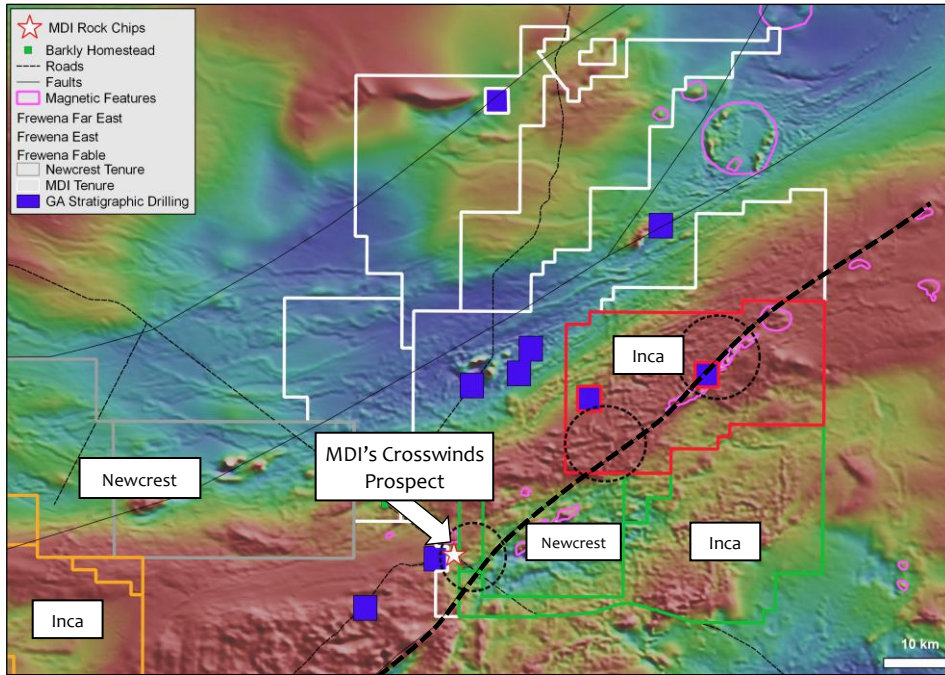 MDI Rock Chips
Barkly Homestead
Roads
Faults
Magnetic Features
Frewena Far East
Frewena East
Frewena Fable
Newcrest Tenure
MDI Tenure
GA Stratigraphic Drilling
Inca
MDI's Crosswinds
Prospect
Newcrest
Newcrest
Inca
Inca
10 km